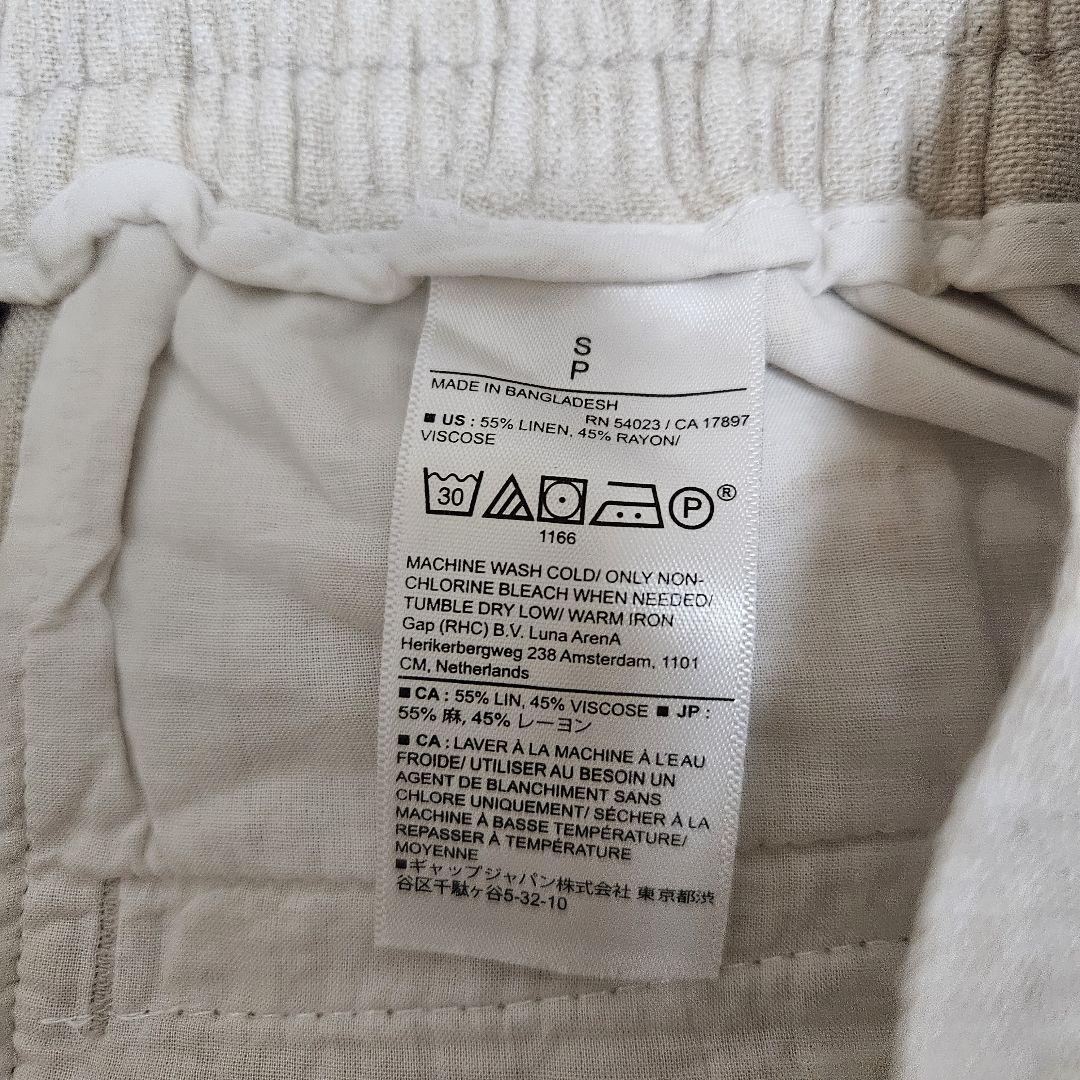 S
P
MADE IN BANGLADESH
RN 54023 / CA 17897
■ US : 55% LINEN, 45% RAYON/
VISCOSE
30
P ®
1166
MACHINE WASH COLD/ ONLY NON-
CHLORINE BLEACH WHEN NEEDED/
TUMBLE DRY LOW/ WARM IRON
Gap (RHC) B.V. Luna ArenA
Herikerbergweg 238 Amsterdam, 1101
CM, Netherlands
■ CA : 55% LIN, 45% VISCOSE ■ JP :
55% 麻, 45% レーヨン
■ CA : LAVER À LA MACHINE À L'EAU
FROIDE/ UTILISER AU BESOIN UN
AGENT DE BLANCHIMENT SANS
CHLORE UNIQUEMENT/ SÉCHER À LA
MACHINE À BASSE TEMPÉRATURE/
REPASSER À TEMPÉRATURE
MOYENNE
■ギャップジャパン株式会社 東京都渋
谷区千駄ヶ谷5-32-10